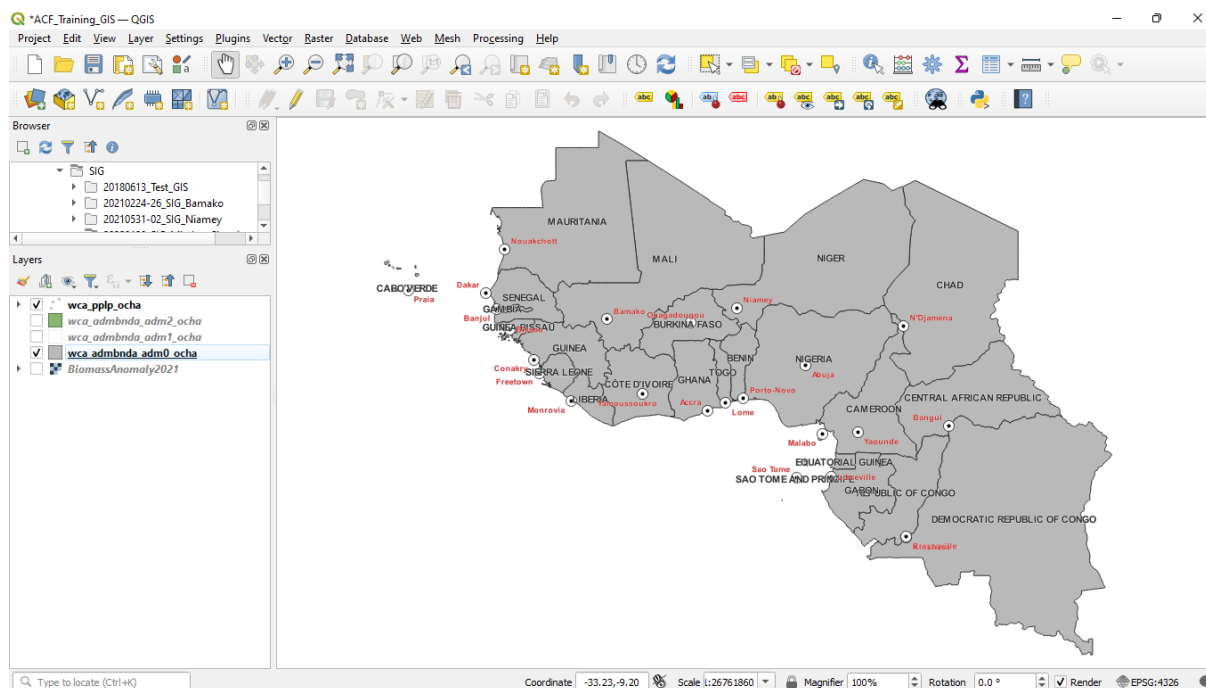 *ACF_Training_GIS — QGIS
Project Edit View Layer Settings Plugins Vector Raster Database Web Mesh Processing Help
Browser
SIG
20180613_Test_GIS
20210224-26_SIG_Bamako
20210531-02_SIG_Niamey
Layers
wca_pplp_ocha
wca_admbnda_adm2_ocha
wca_admbnda_adm1_ocha
wca_admbnda_adm0_ocha
BiomassAnomaly2021
MAURITANIA
Nouakchott
MALI
NIGER
CHAD
CABO VERDE
Praia
Dakar
SENEGAL
GAMBIA
Banjul
GUINEA-BISSAU
Bamako
Ouagadougou
BURKINA FASO
Niamey
N'Djamena
GUINEA
Conakry
SIERRA LEONE
Freetown
CÔTE D'IVOIRE
GHANA
TOGO
BENIN
NIGERIA
Abuja
Monrovia
LIBERIA
Yamoussoukro
Accra
Lome
Porto-Novo
CAMEROON
CENTRAL AFRICAN REPUBLIC
Bangui
Malabo
Yaounde
EQUATORIAL GUINEA
Sao Tome
SAO TOME AND PRINCIPE
Libreville
GABON
REPUBLIC OF CONGO
DEMOCRATIC REPUBLIC OF CONGO
Type to locate (Ctrl+K)
Coordinate -33.23,-9.20 Scale 1:26761860 Magnifier 100% Rotation 0.0 ° Render EPSG:4326